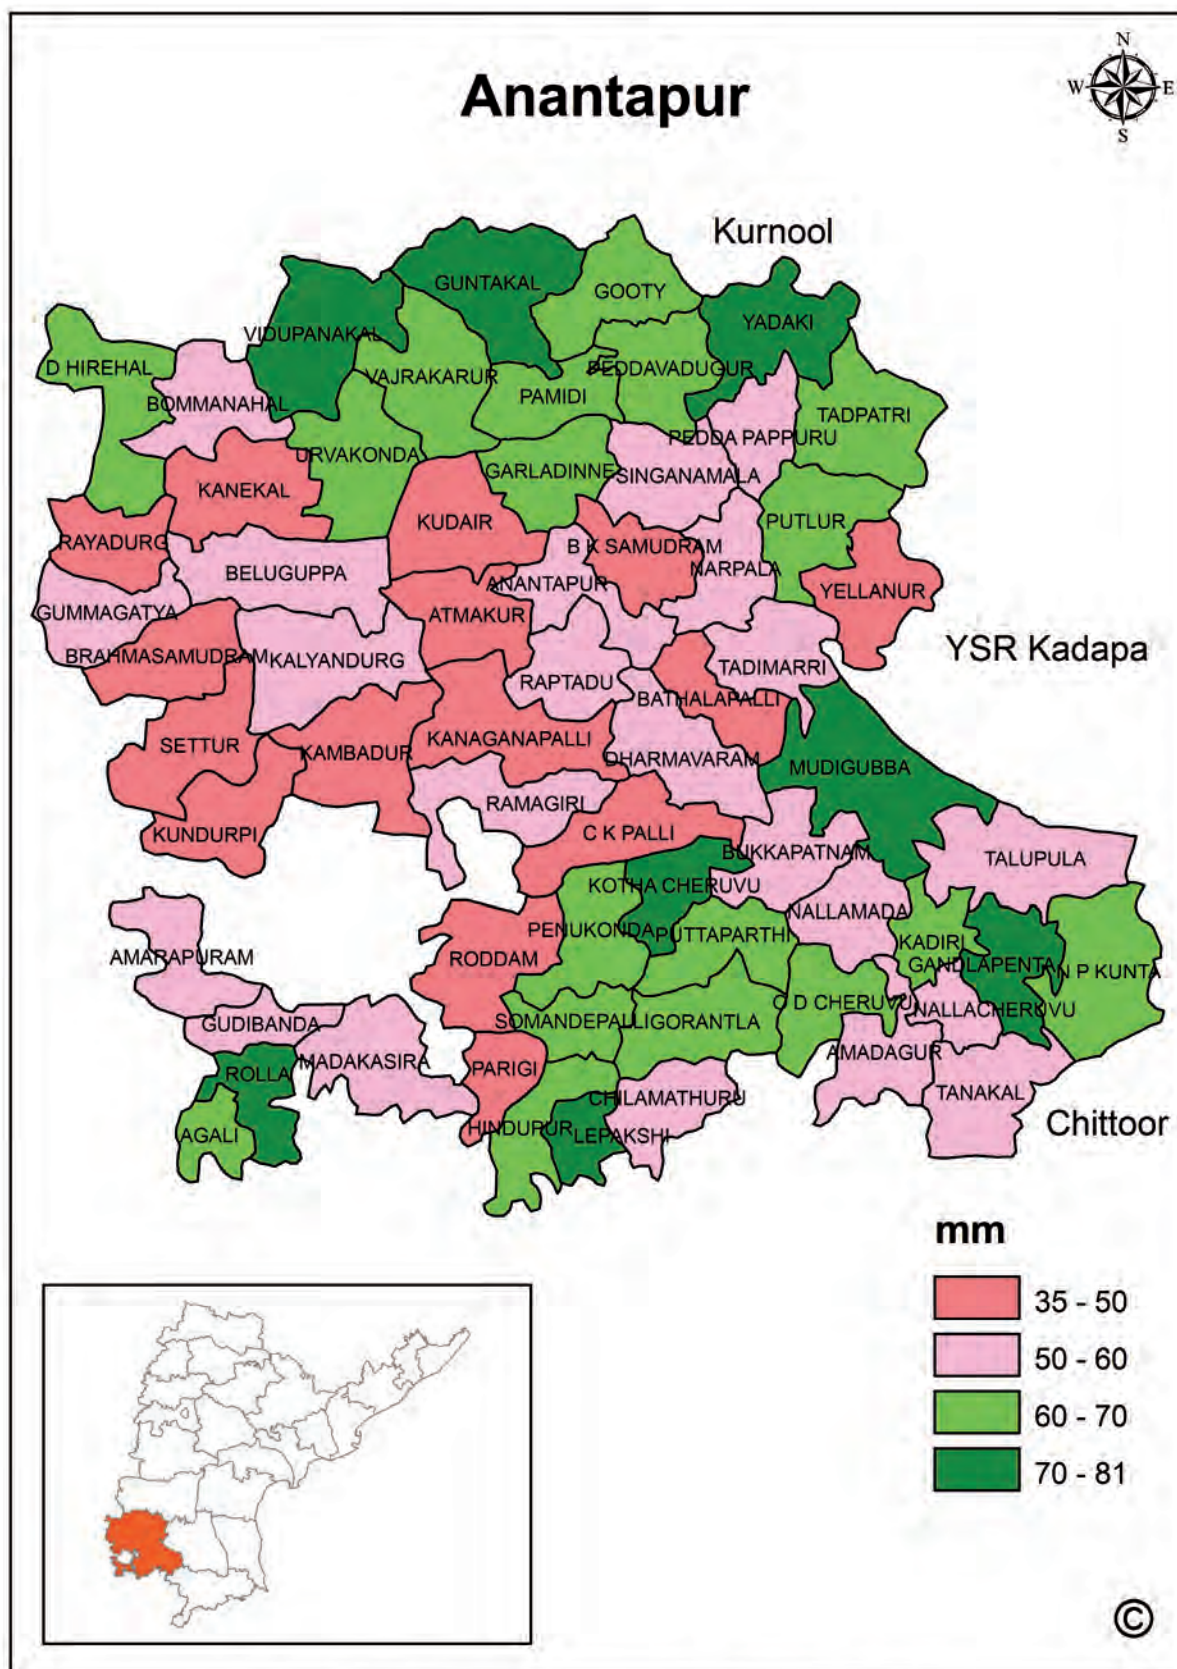 N
W E
S
Anantapur
Kurnool
GUNTAKAL
GOOTY
YADAKI
VIDUPANAKAL
D HIREHAL
PEDDAVADUGUR
VAJRAKARUR
PAMIDI
BOMMANAHAL
TADPATRI
PEDDA PAPPURU
URVAKONDA
GARLADINNE
SINGANAMALA
KANEKAL
KUDAIR
PUTLUR
RAYADURG
B K SAMUDRAM
NARPALA
BELUGUPPA
ANANTAPUR
YELLANUR
GUMMAGATYA
ATMAKUR
YSR Kadapa
BRAHMASAMUDRAM
KALYANDURG
TADIMARRI
RAPTADU
BATHALAPALLI
SETTUR
KAMBADUR
KANAGANAPALLI
DHARMAVARAM
MUDIGUBBA
RAMAGIRI
KUNDURPI
C K PALLI
BUKKAPATNAM
TALUPULA
KOTHA CHERUVU
NALLAMADA
PENUKONDA
PUTTAPARTHI
KADIRI
AMARAPURAM
RODDAM
GANDLAPENTA
N P KUNTA
C D CHERUVU
NALLACHERUVU
GUDIBANDA
SOMANDEPALLI
GORANTLA
AMADAGUR
MADAKASIRA
ROLLA
PARIGI
CHILAMATHURU
TANAKAL
Chittoor
AGALI
HINDUPUR
LEPAKSHI
mm
35 - 50
50 - 60
60 - 70
70 - 81
©